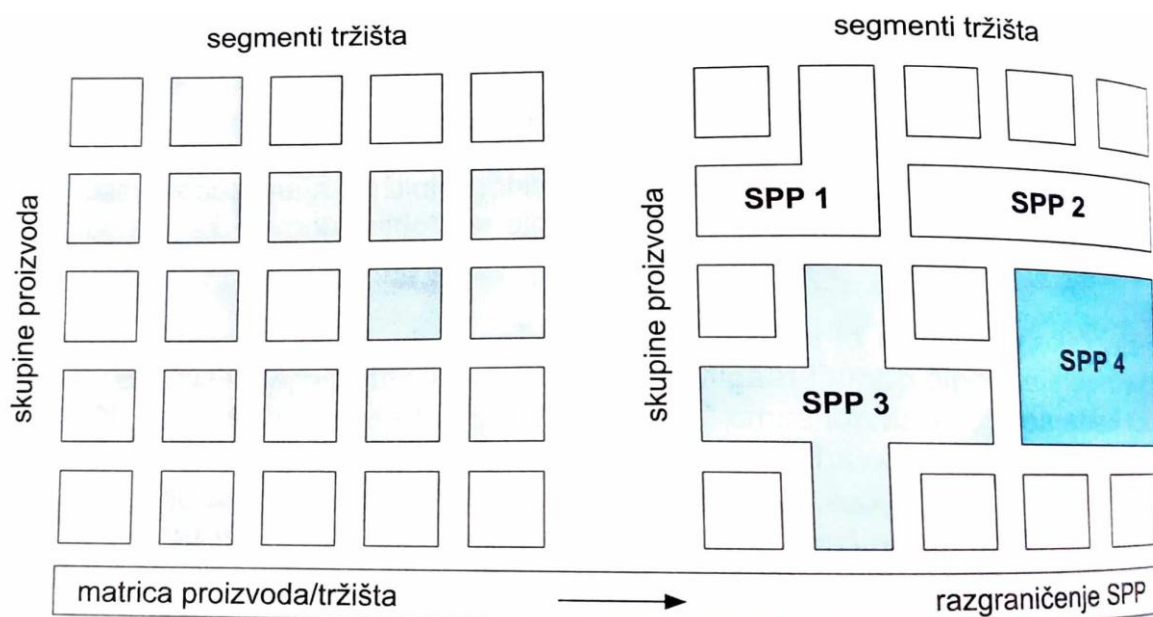 segmenti tržišta
segmenti tržišta
skupine proizvoda
skupine proizvoda
SPP 1
SPP 2
SPP 3
SPP 4
matrica proizvoda/tržišta
razgraničenje SPP